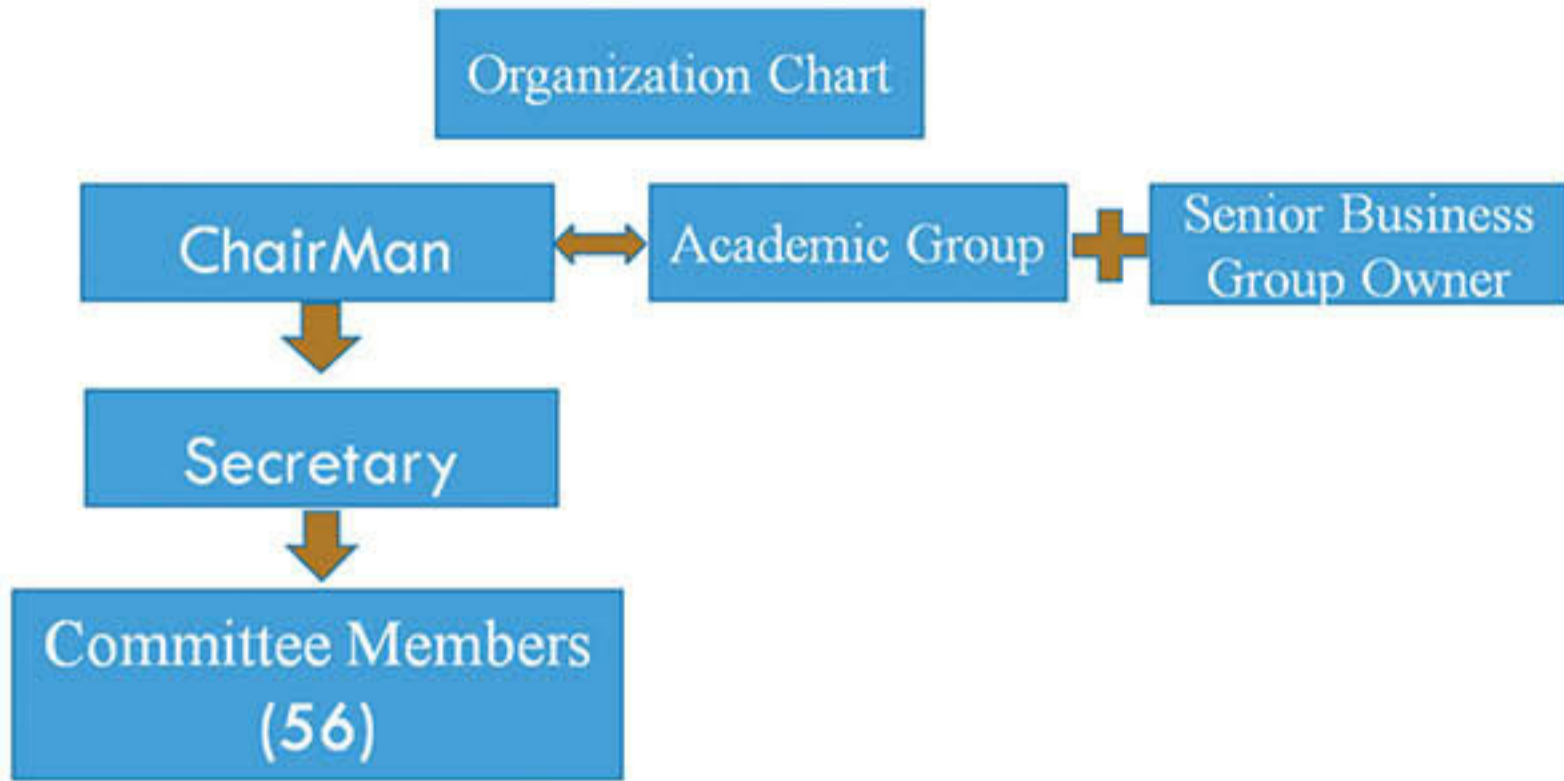 Organization Chart
ChairMan
Academic Group
Senior Business
Group Owner
Secretary
Committee Members
(56)